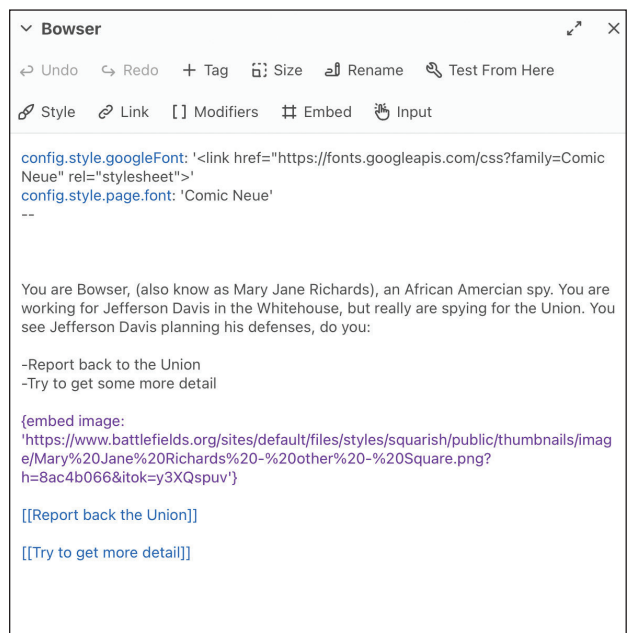 Bowser
Undo Redo + Tag Size Rename Test From Here
Style Link [ ] Modifiers Embed Input
config.style.googleFont: '<link href="https://fonts.googleapis.com/css?family=Comic
Neue" rel="stylesheet">'
config.style.page.font: 'Comic Neue'
--
You are Bowser, (also know as Mary Jane Richards), an African Amercian spy. You are
working for Jefferson Davis in the Whitehouse, but really are spying for the Union. You
see Jefferson Davis planning his defenses, do you:
-Report back to the Union
-Try to get some more detail
{embed image:
'https://www.battlefields.org/sites/default/files/styles/squarish/public/thumbnails/imag
e/Mary%20Jane%20Richards%20-%20other%20-%20Square.png?
h=8ac4b066&itok=y3XQspuv'}
[[Report back the Union]]
[[Try to get more detail]]